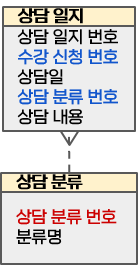 상담 일지
상담 일지 번호
수강 신청 번호
상담일
상담 분류 번호
상담 내용
상담 분류
상담 분류 번호
분류명